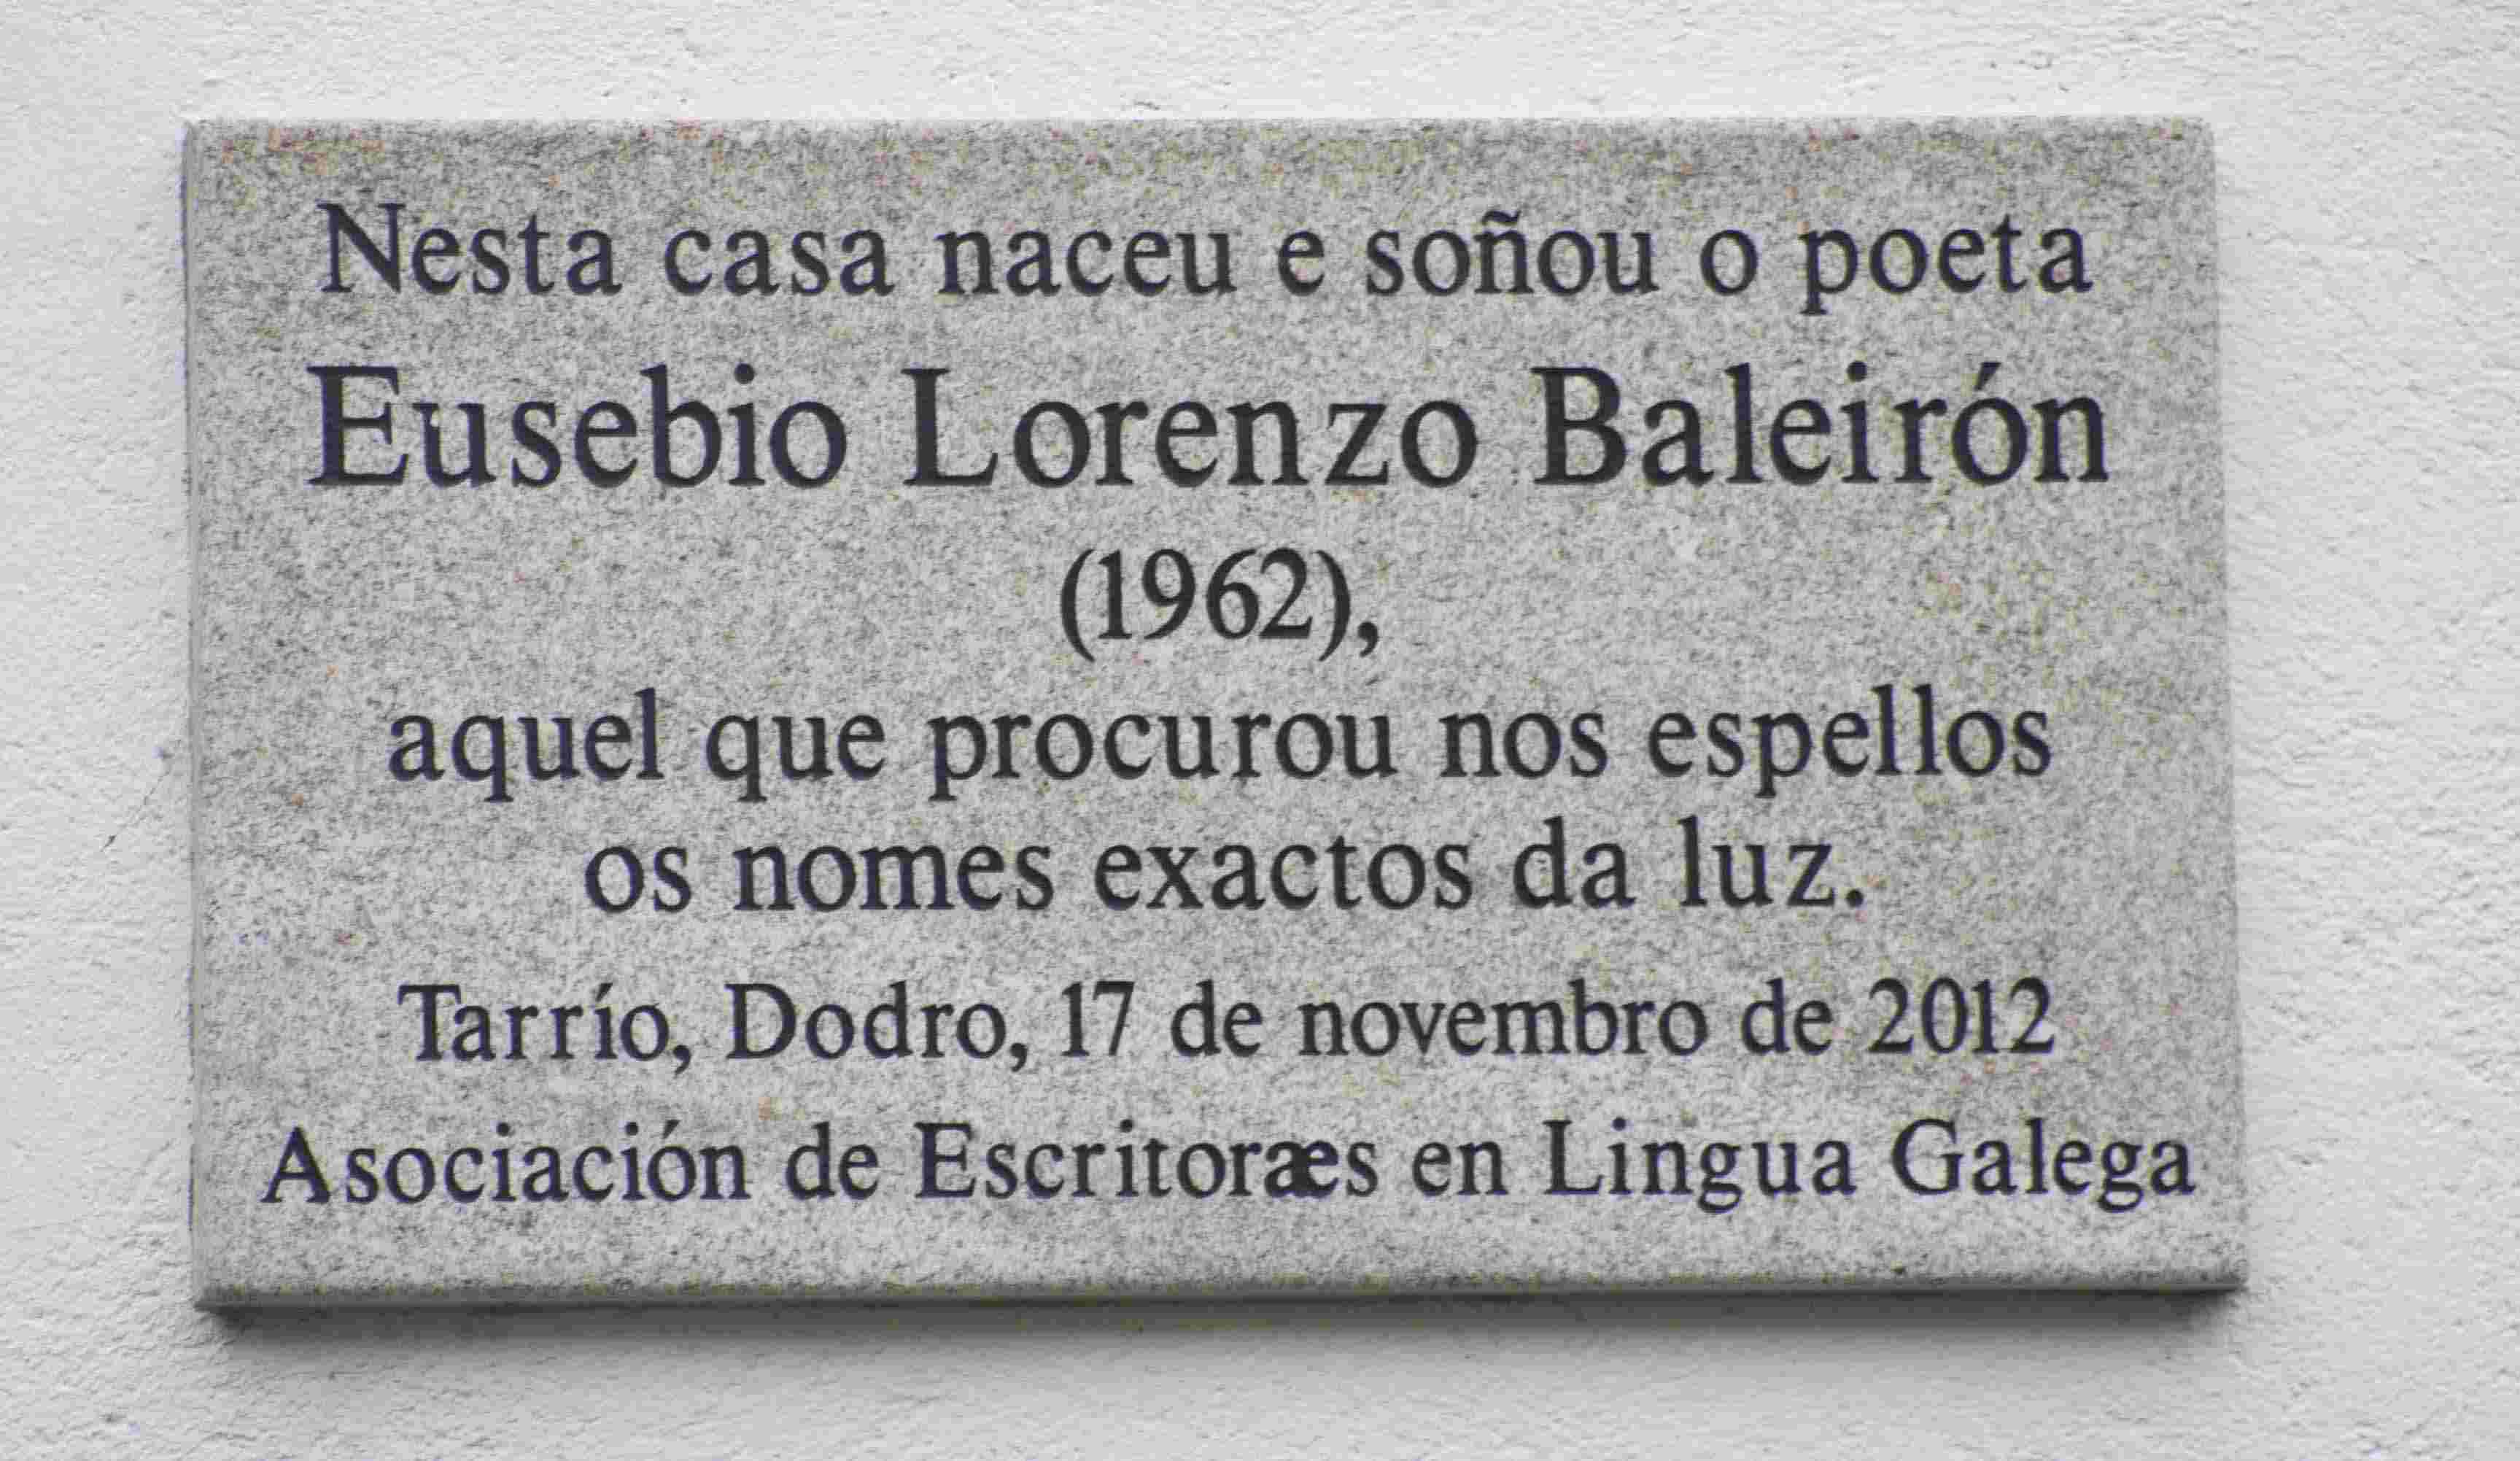 Nesta casa naceu e soñou o poeta
Eusebio Lorenzo Baleirón
(1962),
aquel que procurou nos espellos
os nomes exactos da luz.
Tarrío, Dodro, 17 de novembro de 2012
Asociación de Escritoræs en Lingua Galega